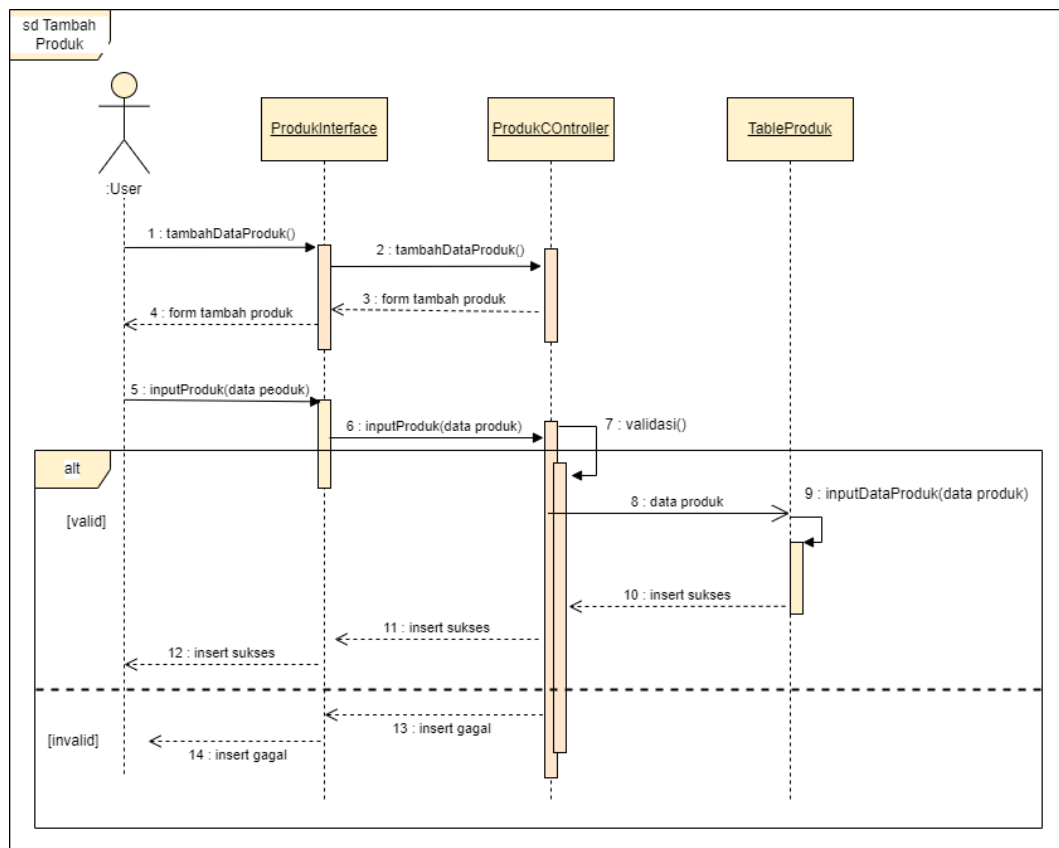 sd Tambah
Produk
ProdukInterface
ProdukCOntroller
TableProduk
:User
1 : tambahDataProduk()
2 : tambahDataProduk()
3 : form tambah produk
4 : form tambah produk
5 : inputProduk(data peoduk)
6 : inputProduk(data produk)
7 : validasi()
alt
[valid]
8 : data produk
9 : inputDataProduk(data produk)
10 : insert sukses
11 : insert sukses
12 : insert sukses
[invalid]
13 : insert gagal
14 : insert gagal